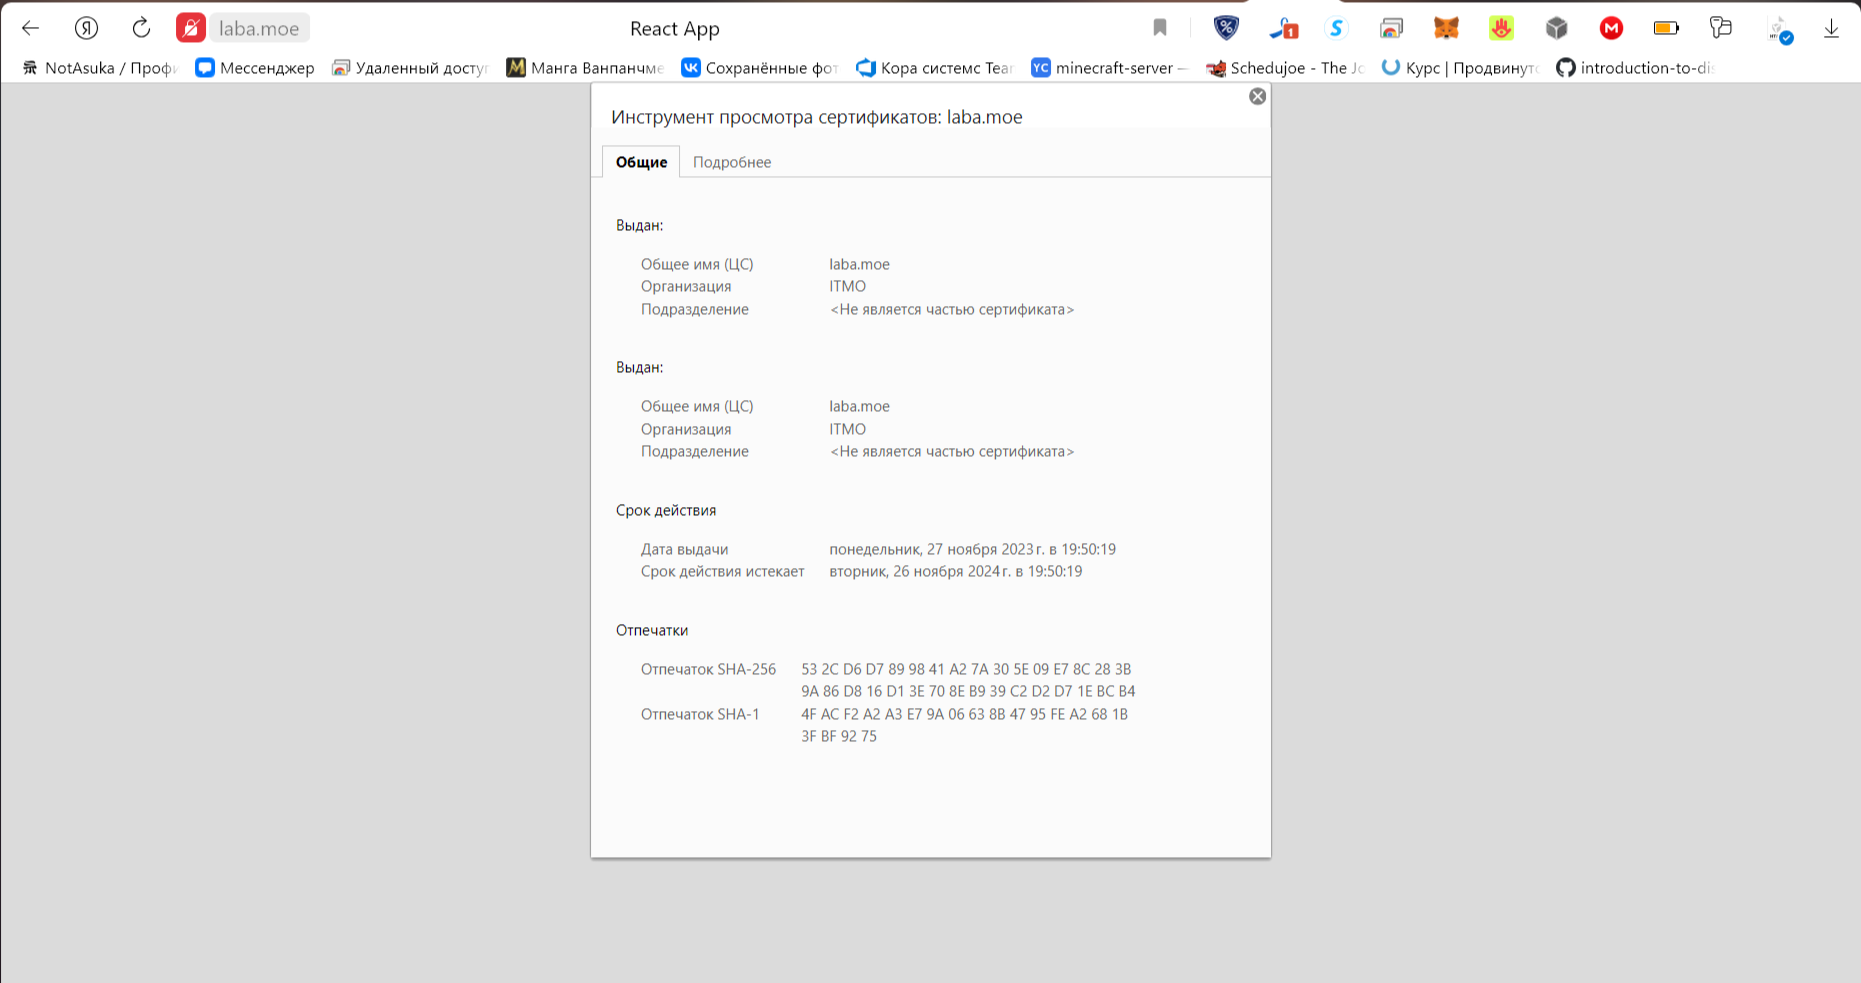 laba.moe
React App
1
NotAsuka / Профи
Мессенджер
Удаленный доступ
Манга Ванпанчме
Сохранённые фот
Кора системс Tear
minecraft-server —
Schedujoe - The Jo
Курс | Продвинуто
introduction-to-dis
Инструмент просмотра сертификатов: laba.moe
Общие
Подробнее
Выдан:
Общее имя (ЦС) laba.moe
Организация ITMO
Подразделение <Не является частью сертификата>
Выдан:
Общее имя (ЦС) laba.moe
Организация ITMO
Подразделение <Не является частью сертификата>
Срок действия
Дата выдачи понедельник, 27 ноября 2023 г. в 19:50:19
Срок действия истекает вторник, 26 ноября 2024 г. в 19:50:19
Отпечатки
Отпечаток SHA-256 53 2C D6 D7 89 98 41 A2 7A 30 5E 09 E7 8C 28 3B
9A 86 D8 16 D1 3E 70 8E B9 39 C2 D2 D7 1E BC B4
Отпечаток SHA-1 4F AC F2 A2 A3 E7 9A 06 63 8B 47 95 FE A2 68 1B
3F BF 92 75